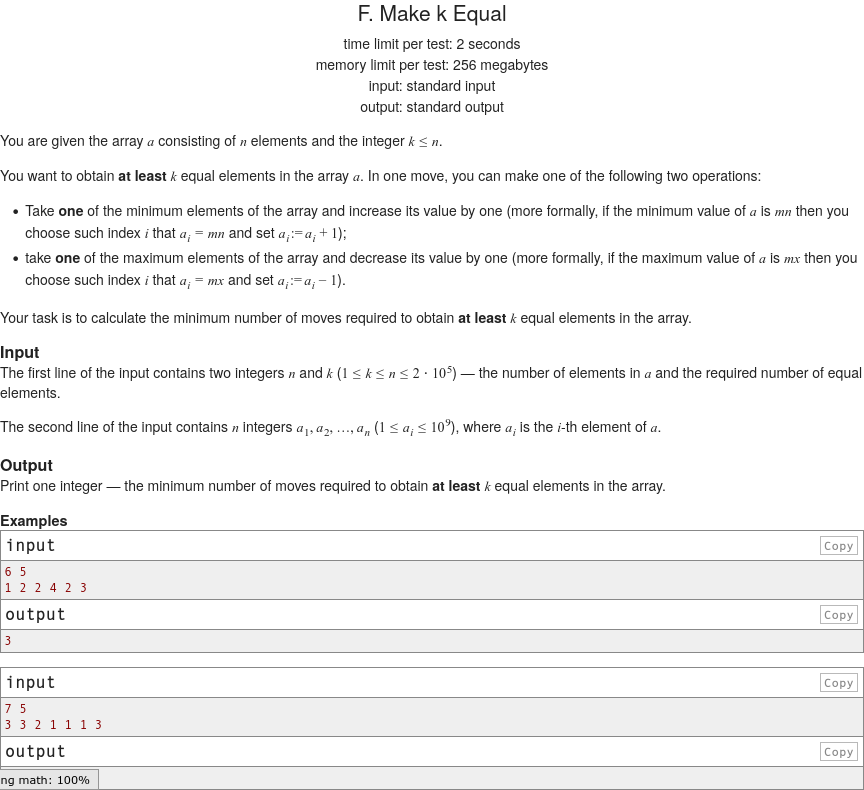 F. Make k Equal
time limit per test: 2 seconds
memory limit per test: 256 megabytes
input: standard input
output: standard output
You are given the array a consisting of n elements and the integer k ≤ n.
You want to obtain at least k equal elements in the array a. In one move, you can make one of the following two operations:
• Take one of the minimum elements of the array and increase its value by one (more formally, if the minimum value of a is mn then you
choose such index i that a_i = mn and set a_i := a_i + 1);
• take one of the maximum elements of the array and decrease its value by one (more formally, if the maximum value of a is mx then you
choose such index i that a_i = mx and set a_i := a_i − 1).
Your task is to calculate the minimum number of moves required to obtain at least k equal elements in the array.
Input
The first line of the input contains two integers n and k (1 ≤ k ≤ n ≤ 2 · 10^5) — the number of elements in a and the required number of equal
elements.
The second line of the input contains n integers a_1, a_2, …, a_n (1 ≤ a_i ≤ 10^9), where a_i is the i-th element of a.
Output
Print one integer — the minimum number of moves required to obtain at least k equal elements in the array.
Examples
input Copy
6 5
1 2 2 4 2 3
output Copy
3
input Copy
7 5
3 3 2 1 1 1 3
output Copy
ng math: 100%